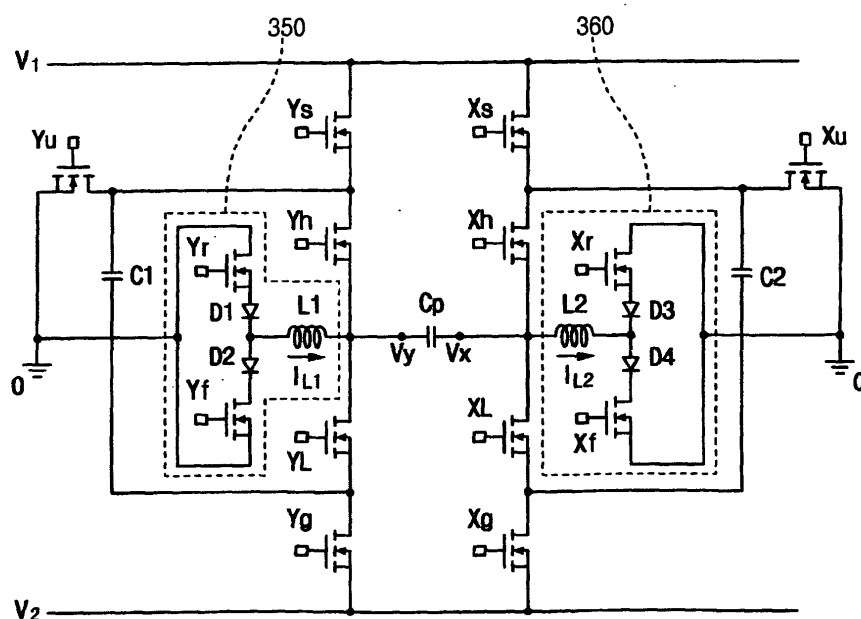 350
360
V1
Ys
Xs
Yu
Xu
Yh
Xh
Yr
Xr
C1
C2
D1
L1
Cp
L2
D3
D2
Vy
Vx
D4
IL1
IL2
0
0
Yf
Xf
YL
XL
Yg
Xg
V2